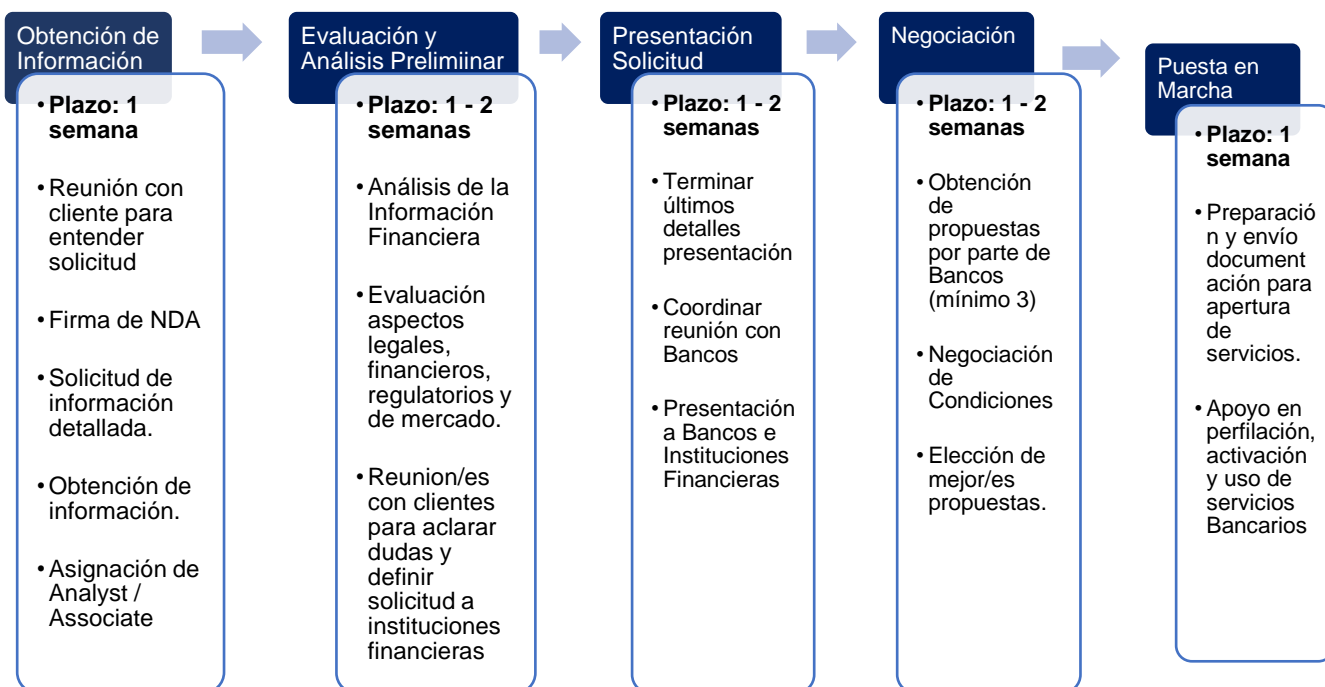 Obtención de
Información
• Plazo: 1
semana
• Reunión con
cliente para
entender
solicitud
• Firma de NDA
• Solicitud de
información
detallada.
• Obtención de
información.
• Asignación de
Analyst /
Associate
Evaluación y
Análisis Prelimiinar
• Plazo: 1 - 2
semanas
• Análisis de la
Información
Financiera
• Evaluación
aspectos
legales,
financieros,
regulatorios y
de mercado.
• Reunion/es
con clientes
para aclarar
dudas y
definir
solicitud a
instituciones
financieras
Presentación
Solicitud
• Plazo: 1 - 2
semanas
• Terminar
últimos
detalles
presentación
• Coordinar
reunión con
Bancos
• Presentación
a Bancos e
Instituciones
Financieras
Negociación
• Plazo: 1 - 2
semanas
• Obtención
de
propuestas
por parte de
Bancos
(mínimo 3)
• Negociación
de
Condiciones
• Elección de
mejor/es
propuestas.
Puesta en
Marcha
• Plazo: 1
semana
• Preparació
n y envío
document
ación para
apertura
de
servicios.
• Apoyo en
perfilación,
activación
y uso de
servicios
Bancarios